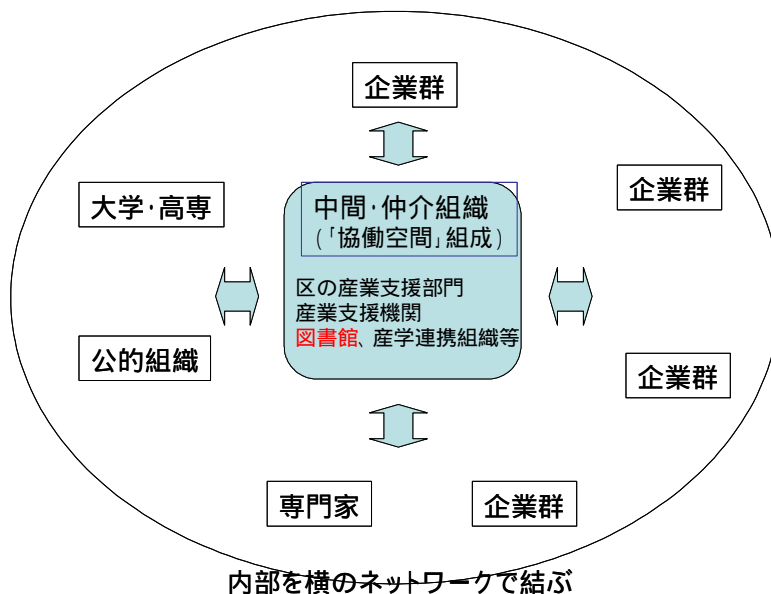 企業群
企業群
大学・高専
中間・仲介組織
(「協働空間」組成)
区の産業支援部門
産業支援機関
図書館、産学連携組織等
公的組織
企業群
専門家
企業群
内部を横のネットワークで結ぶ